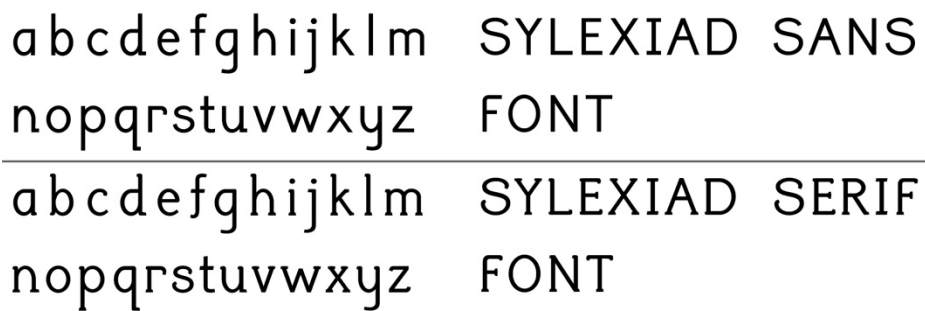 abcdefghijklm SYLEXIAD SANS
nopqrstuvwxyz FONT
abcdefghijklm SYLEXIAD SERIF
nopqrstuvwxyz FONT